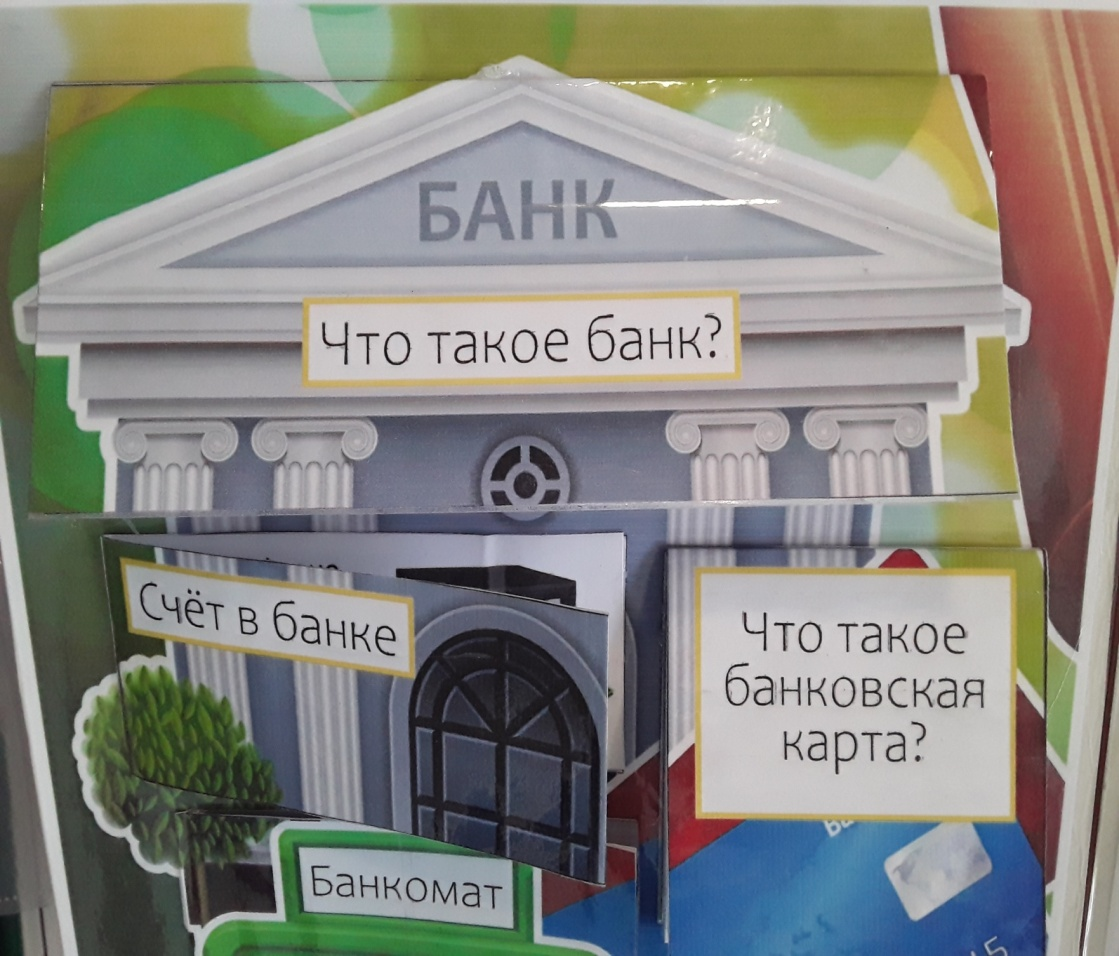 БАНК
Что такое банк?
Счёт в банке
Что такое
банковская
карта?
Банкомат